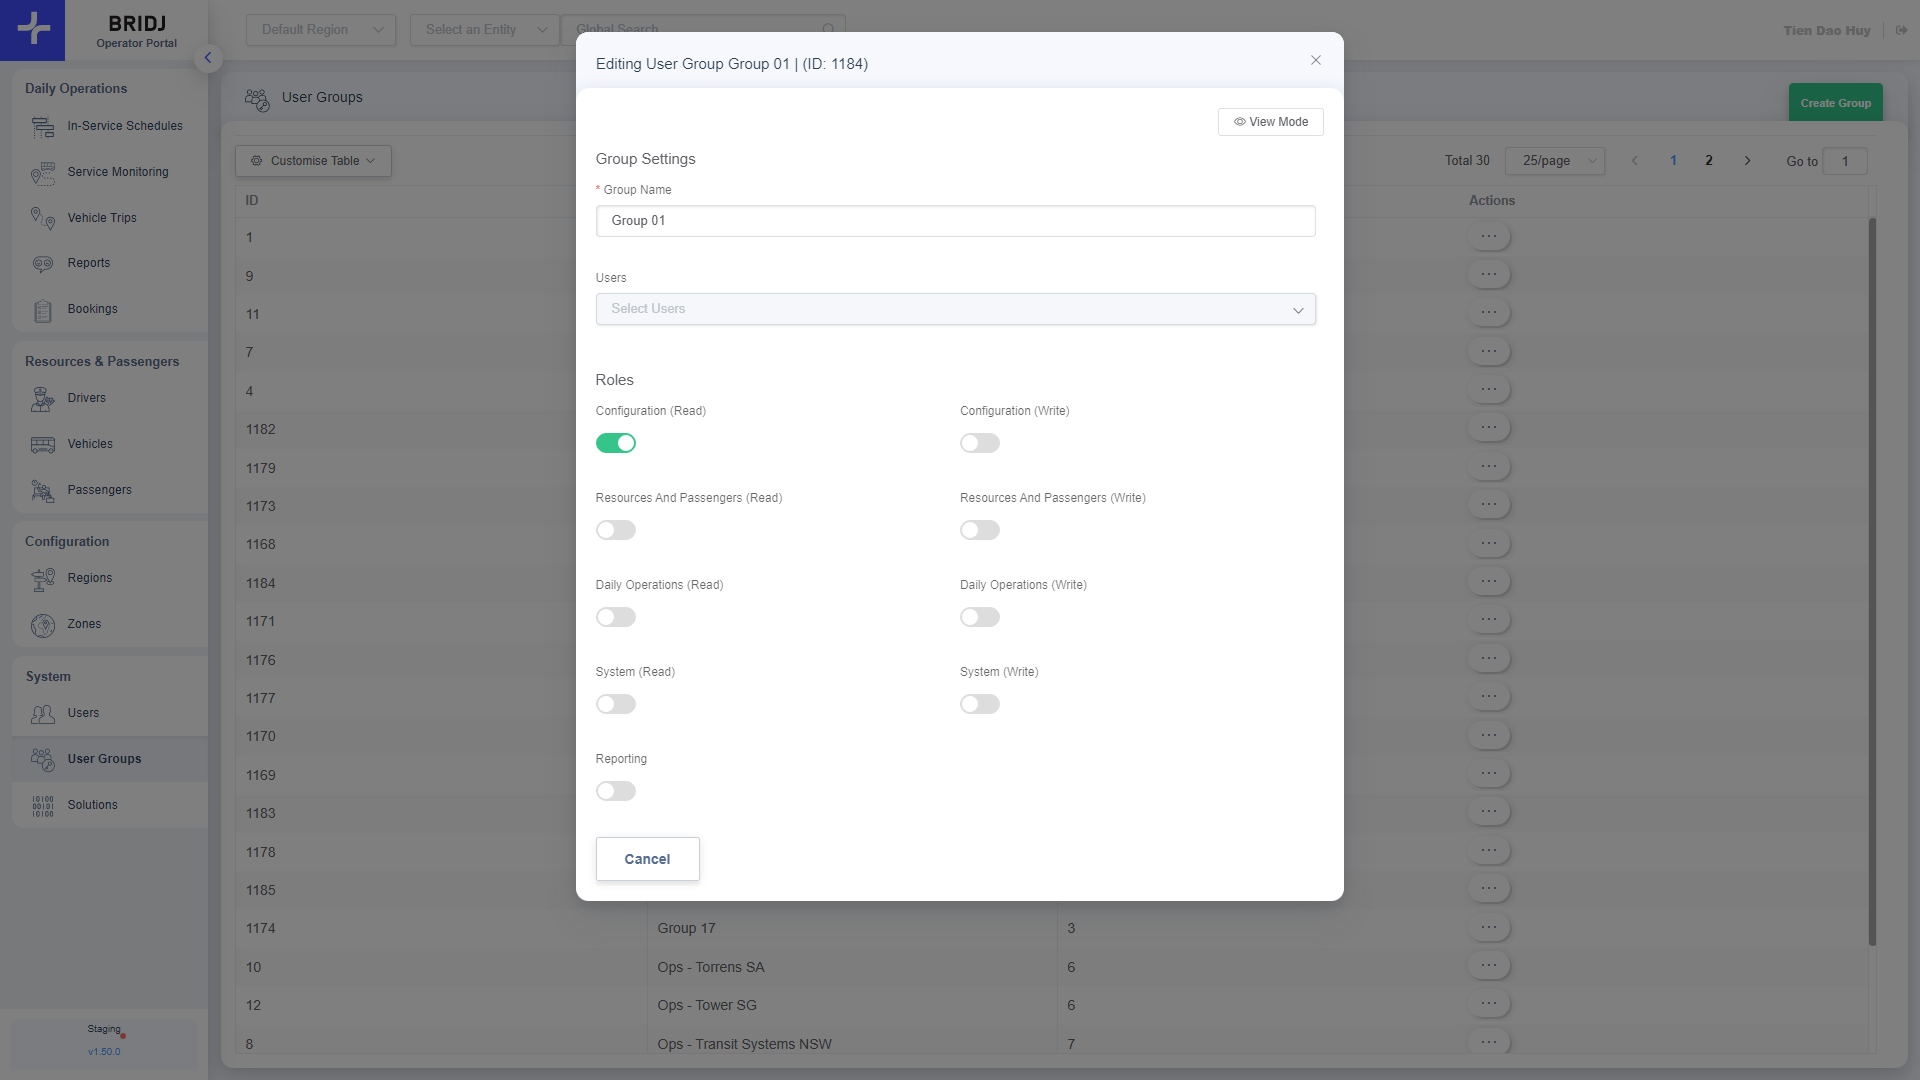 BRIDJ
Operator Portal
Default Region
Select an Entity
Global Search
Tien Dao Huy
Daily Operations
In-Service Schedules
Service Monitoring
Vehicle Trips
Reports
Bookings
Resources & Passengers
Drivers
Vehicles
Passengers
Configuration
Regions
Zones
System
Users
User Groups
Solutions
Staging
v1.50.0
User Groups
Create Group
Customise Table
Total 30
25/page
1
2
Go to
1
ID
Actions
1
9
11
7
4
1182
1179
1173
1168
1184
1171
1176
1177
1170
1169
1183
1178
1185
1174 Group 17 3
10 Ops - Torrens SA 6
12 Ops - Tower SG 6
8 Ops - Transit Systems NSW 7
Editing User Group Group 01 | (ID: 1184)
View Mode
Group Settings
* Group Name
Group 01
Users
Select Users
Roles
Configuration (Read)
Configuration (Write)
Resources And Passengers (Read)
Resources And Passengers (Write)
Daily Operations (Read)
Daily Operations (Write)
System (Read)
System (Write)
Reporting
Cancel